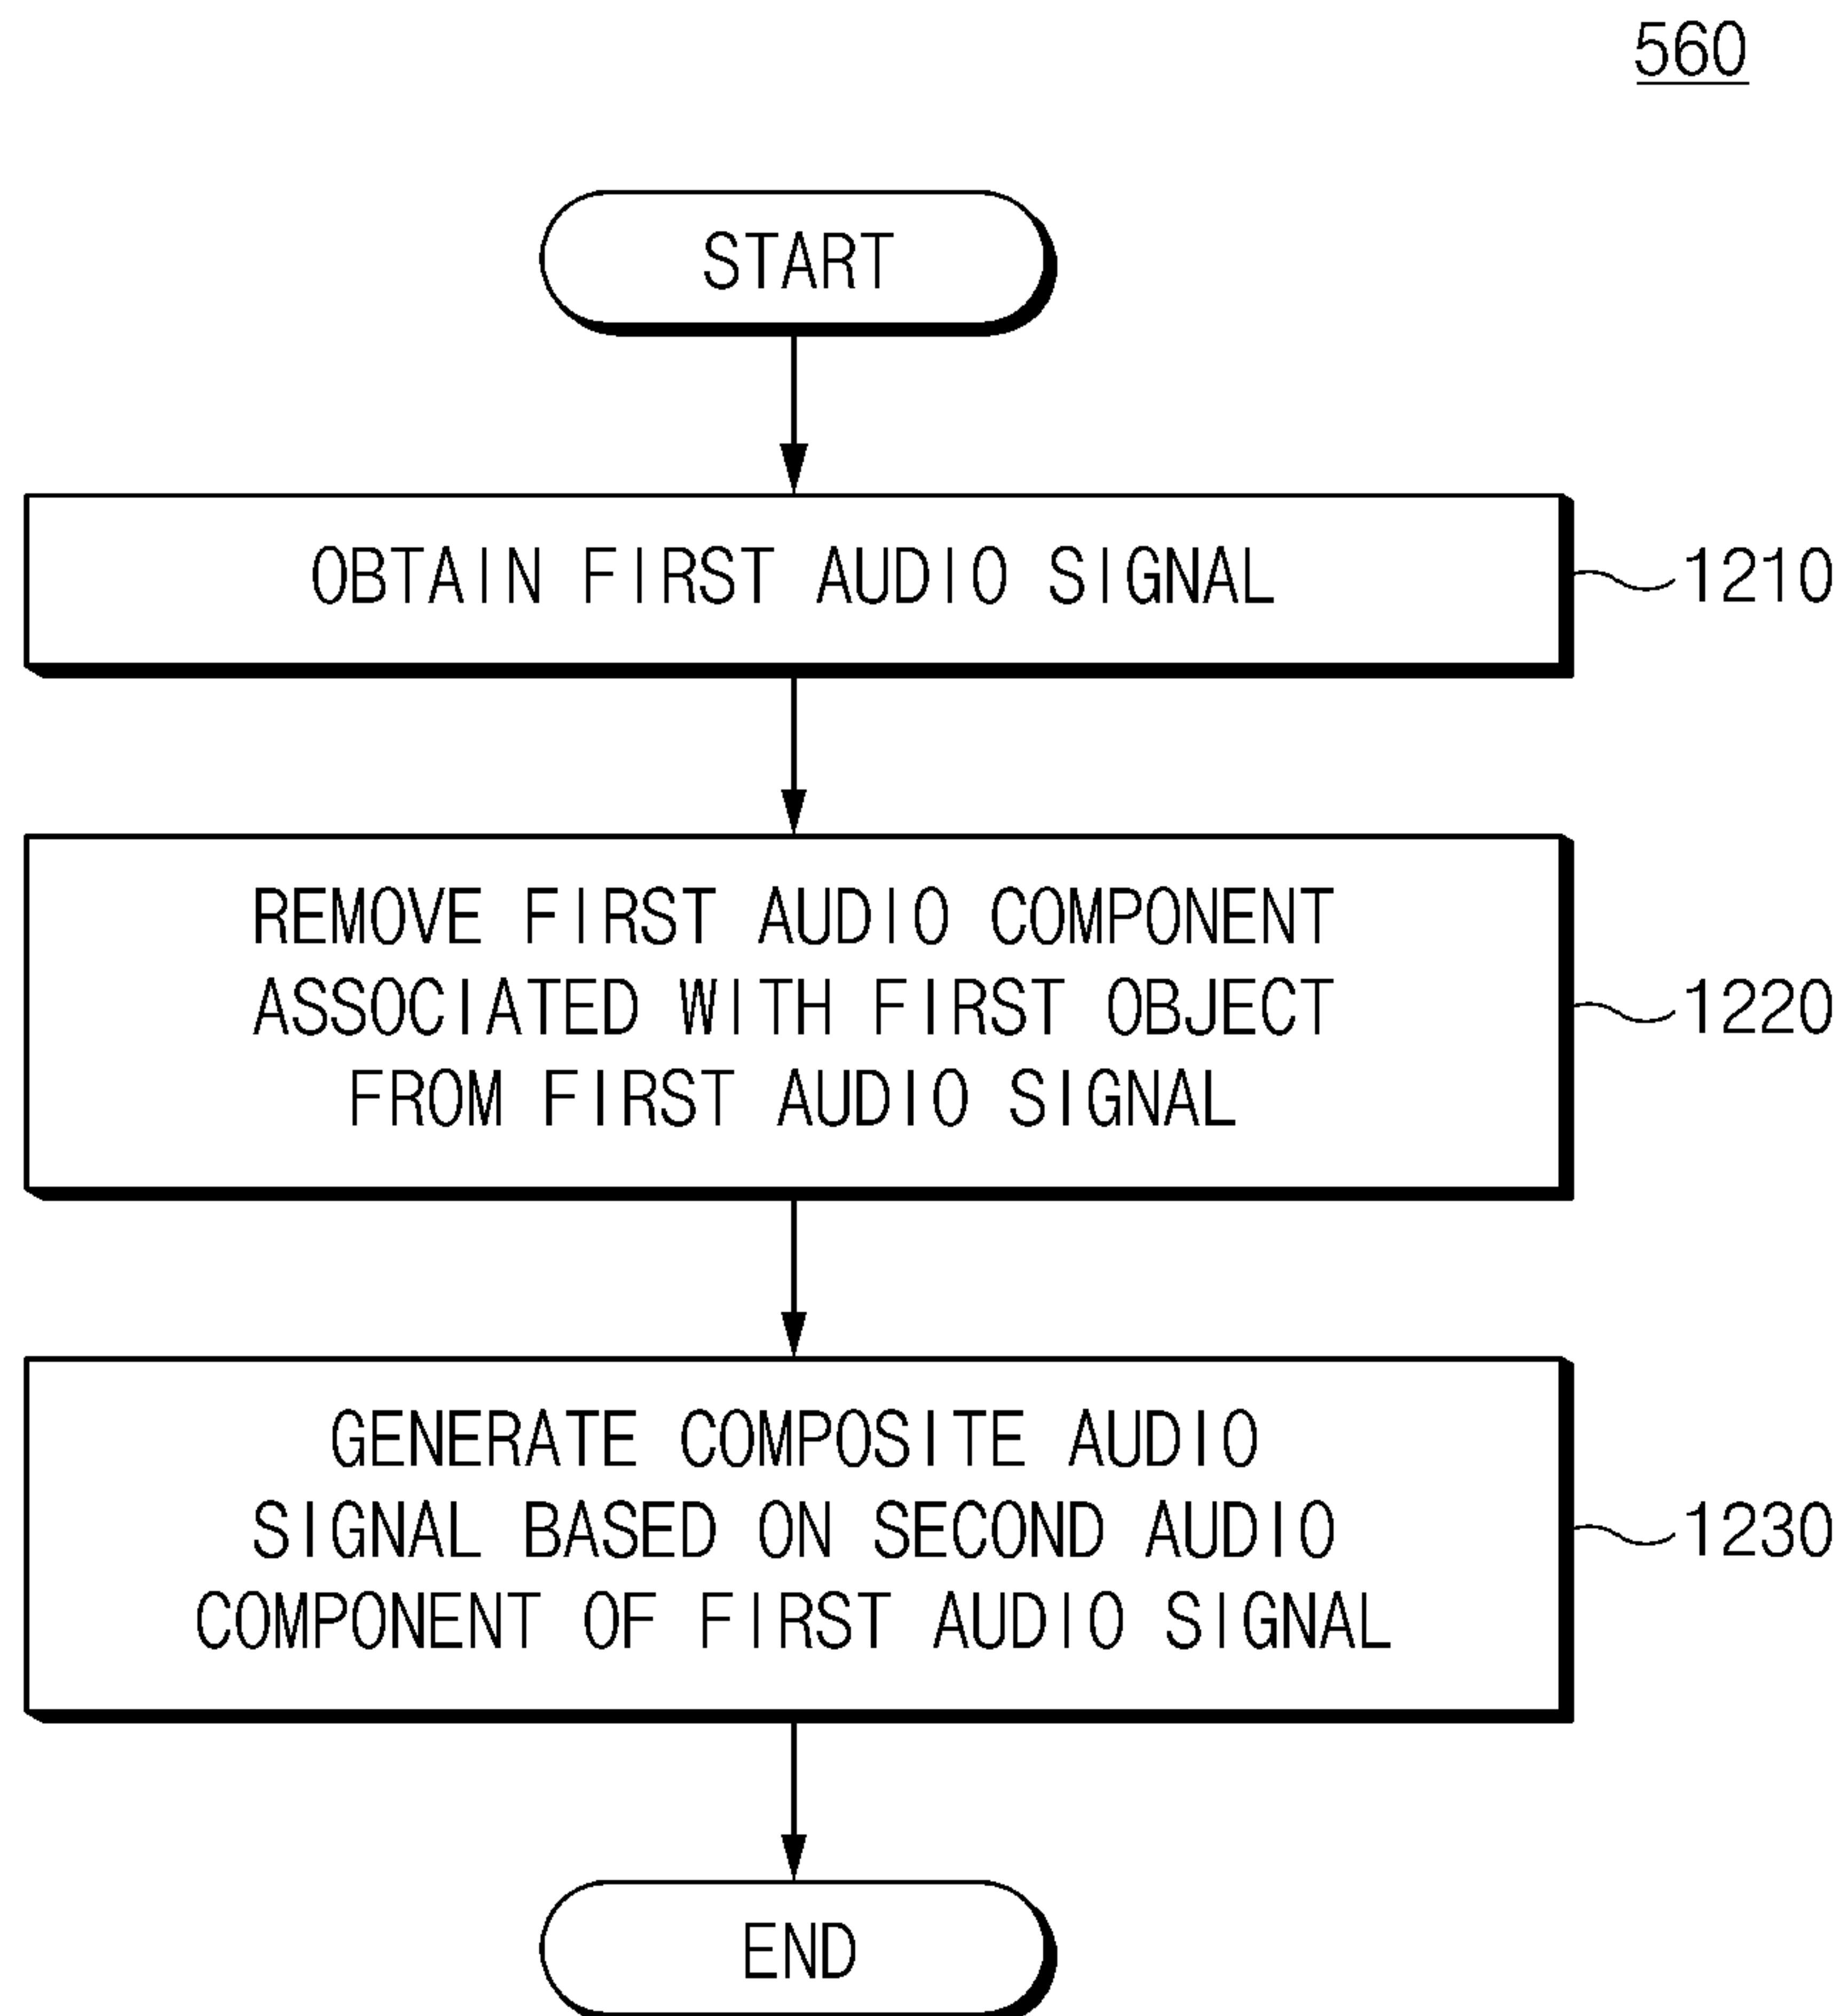 560
START
OBTAIN FIRST AUDIO SIGNAL
1210
REMOVE FIRST AUDIO COMPONENT
ASSOCIATED WITH FIRST OBJECT
FROM FIRST AUDIO SIGNAL
1220
GENERATE COMPOSITE AUDIO
SIGNAL BASED ON SECOND AUDIO
COMPONENT OF FIRST AUDIO SIGNAL
1230
END